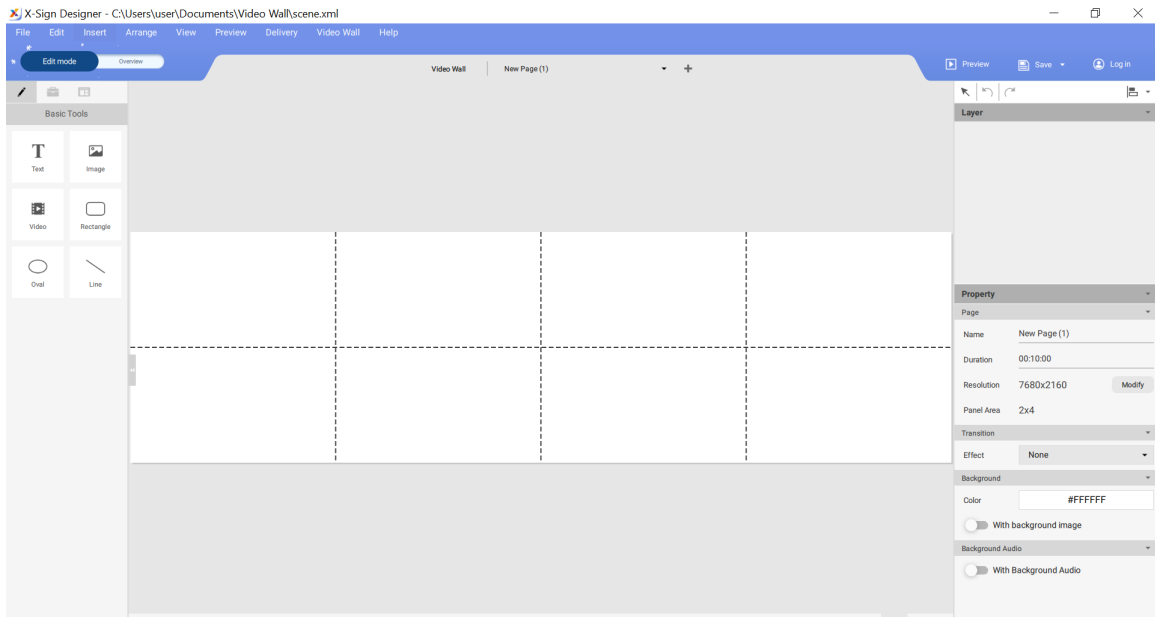 X-Sign Designer - C:\Users\user\Documents\Video Wall\scene.xml
File Edit Insert Arrange View Preview Delivery Video Wall Help
Edit mode Overview
Video Wall New Page (1)
Preview Save Log in
Basic Tools
Text Image
Video Rectangle
Oval Line
Layer
Property
Page
Name New Page (1)
Duration 00:10:00
Resolution 7680x2160 Modify
Panel Area 2x4
Transition
Effect None
Background
Color #FFFFFF
With background image
Background Audio
With Background Audio